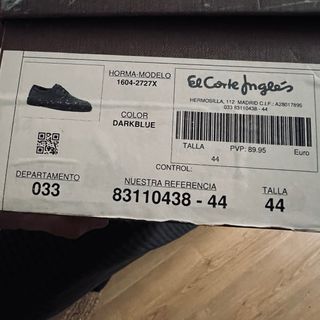 HORMA-MODELO
1604-2727X
COLOR
DARKBLUE
El Corte Inglés
HERMOSILLA, 112 MADRID C.I.F.: A28017895
033 83110438 - 44
TALLA PVP: 89.95 Euro
44
CONTROL:
DEPARTAMENTO NUESTRA REFERENCIA TALLA
033 83110438 - 44 44